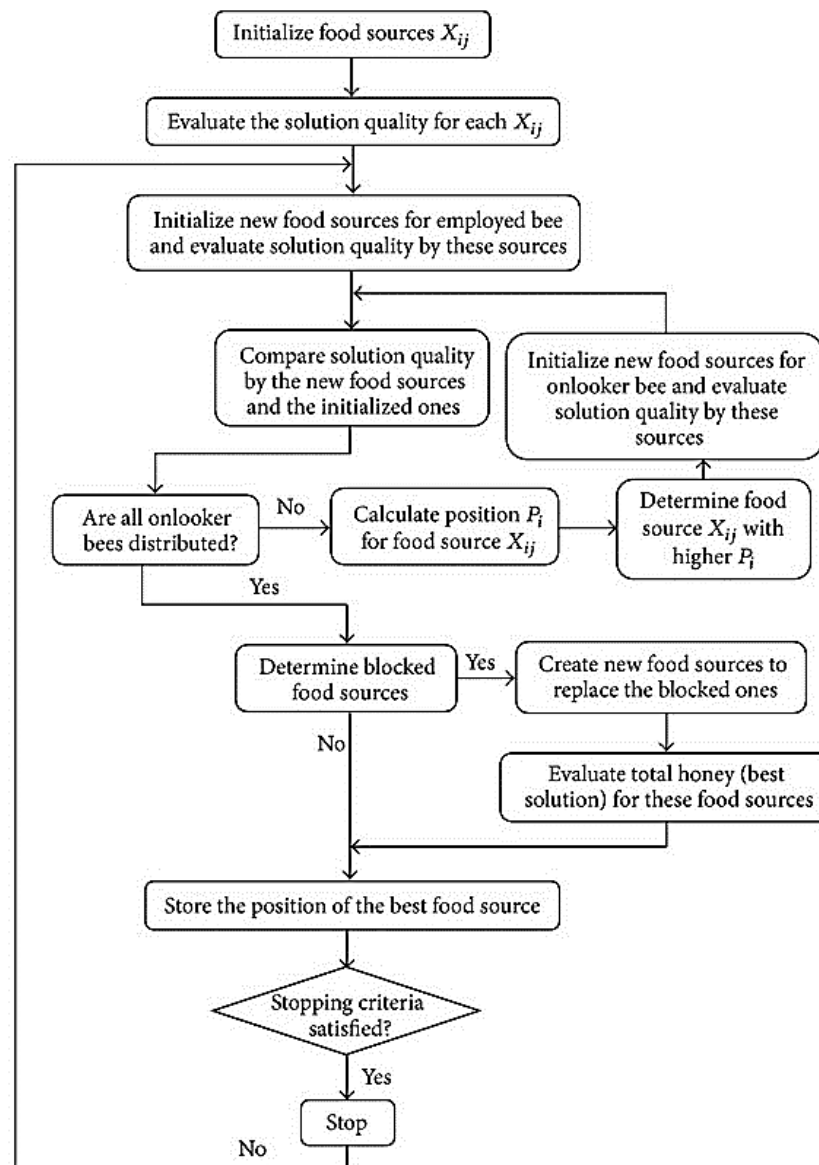 Initialize food sources X_ij
Evaluate the solution quality for each X_ij
Initialize new food sources for employed bee
and evaluate solution quality by these sources
Compare solution quality
by the new food sources
and the initialized ones
Initialize new food sources for
onlooker bee and evaluate
solution quality by these
sources
Are all onlooker
bees distributed?
No
Calculate position P_i
for food source X_ij
Determine food
source X_ij with
higher P_i
Yes
Determine blocked
food sources
Yes
Create new food sources to
replace the blocked ones
No
Evaluate total honey (best
solution) for these food sources
Store the position of the best food source
Stopping criteria
satisfied?
Yes
Stop
No